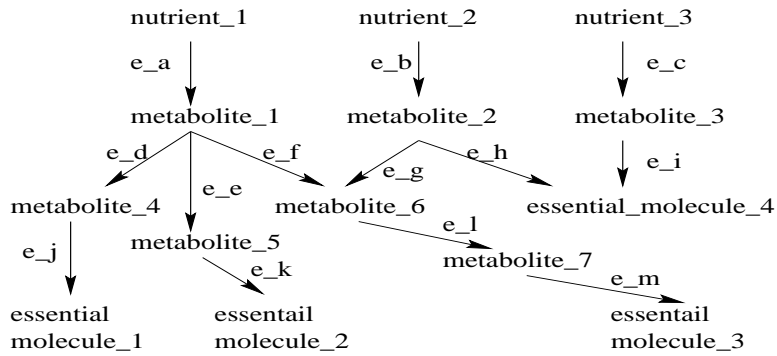 nutrient_1 nutrient_2 nutrient_3
e_a e_b e_c
metabolite_1 metabolite_2 metabolite_3
e_d e_f e_g e_h e_i
e_e
metabolite_4 metabolite_6 essential_molecule_4
e_l
metabolite_5
e_j e_k metabolite_7
e_m
essential essentail essentail
molecule_1 molecule_2 molecule_3